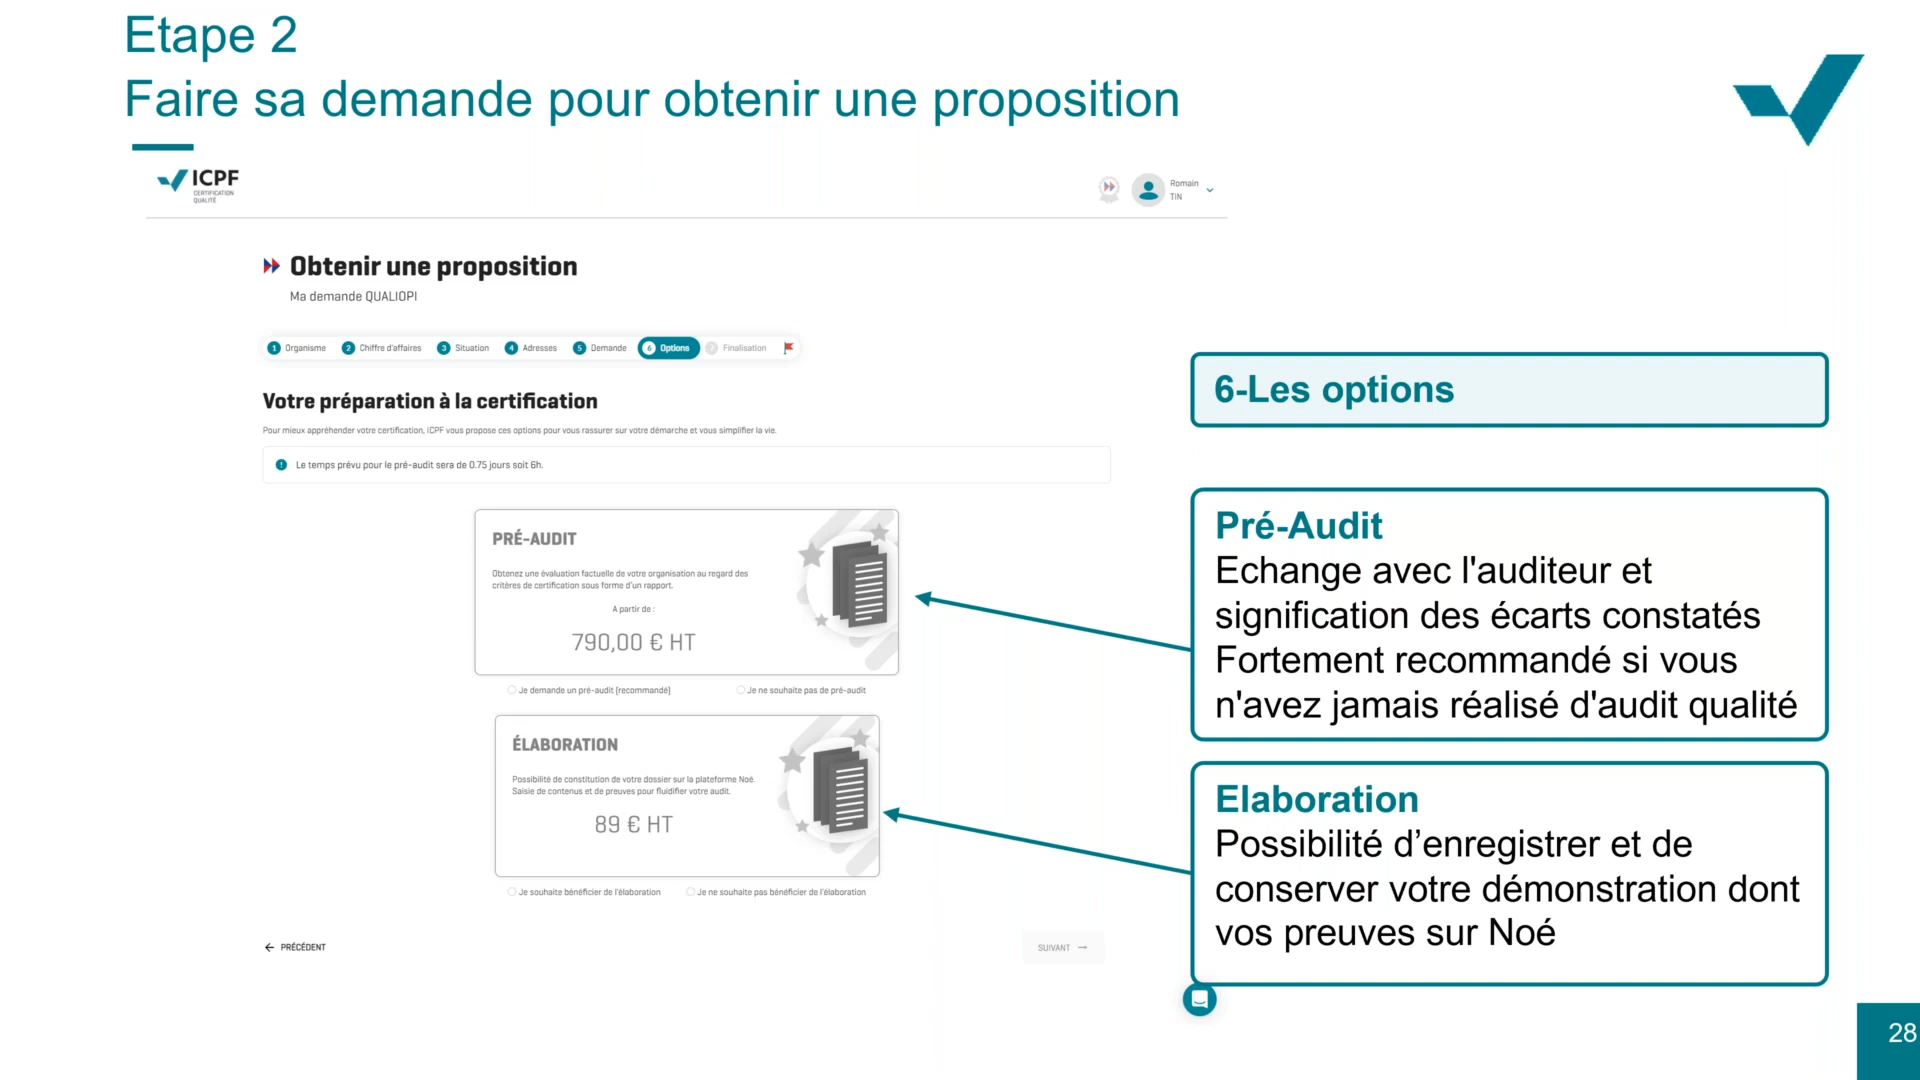 Etape 2
Faire sa demande pour obtenir une proposition
ICPF
CERTIFICATION
QUALITÉ
Romain
TIN
Obtenir une proposition
Ma demande QUALIOPI
1 Organisme 2 Chiffre d'affaires 3 Situation 4 Adresses 5 Demande 6 Options 7 Finalisation
Votre préparation à la certification
Pour mieux appréhender votre certification, ICPF vous propose ces options pour vous rassurer sur votre démarche et vous simplifier la vie.
Le temps prévu pour le pré-audit sera de 0.75 jours soit 6h.
PRÉ-AUDIT
Obtenez une évaluation factuelle de votre organisation au regard des
critères de certification sous forme d'un rapport.
A partir de :
790,00 € HT
Je demande un pré-audit (recommandé) Je ne souhaite pas de pré-audit
ÉLABORATION
Possibilité de constitution de votre dossier sur la plateforme Noé.
Saisie de contenus et de preuves pour fluidifier votre audit.
89 € HT
Je souhaite bénéficier de l'élaboration Je ne souhaite pas bénéficier de l'élaboration
← PRÉCÉDENT
SUIVANT →
6-Les options
Pré-Audit
Echange avec l'auditeur et
signification des écarts constatés
Fortement recommandé si vous
n'avez jamais réalisé d'audit qualité
Elaboration
Possibilité d’enregistrer et de
conserver votre démonstration dont
vos preuves sur Noé
28